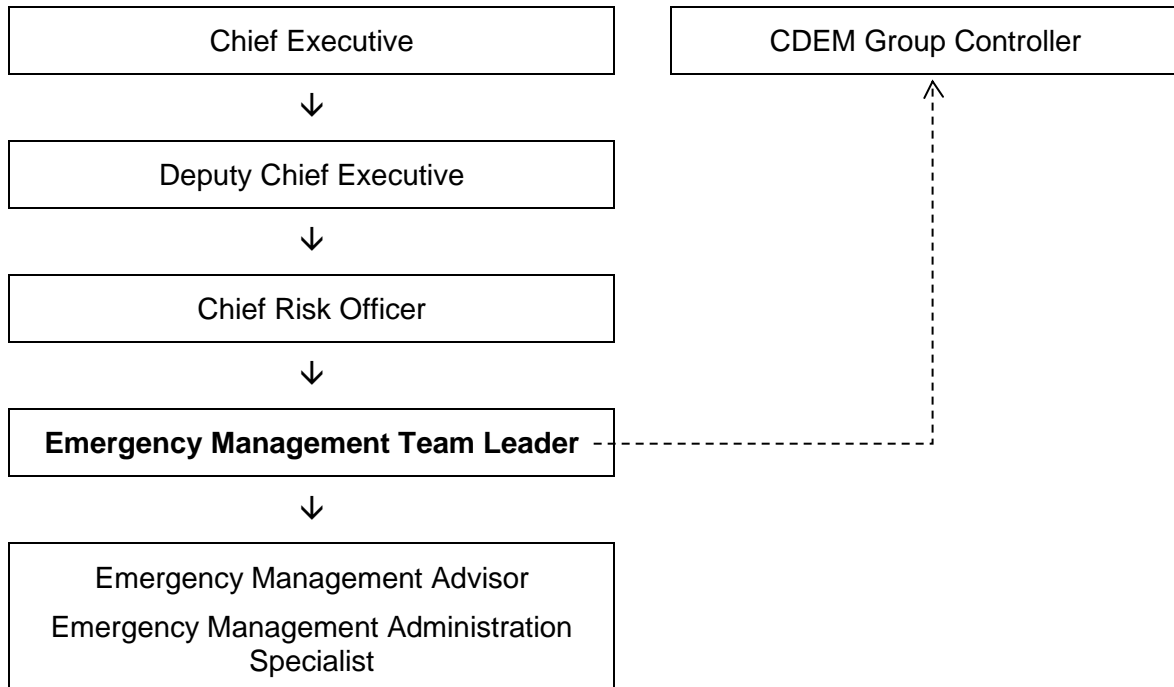 Chief Executive
CDEM Group Controller
Deputy Chief Executive
Chief Risk Officer
Emergency Management Team Leader
Emergency Management Advisor
Emergency Management Administration
Specialist